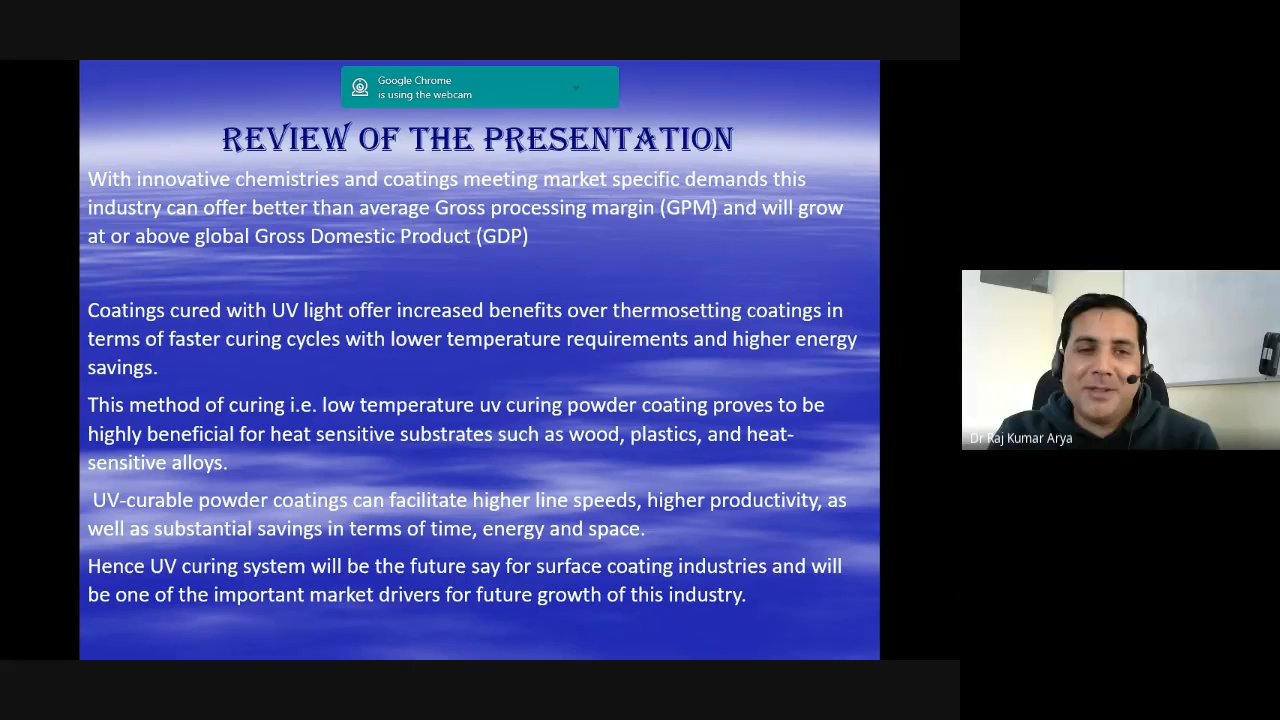 Google Chrome
is using the webcam
REVIEW OF THE PRESENTATION
With innovative chemistries and coatings meeting market specific demands this
industry can offer better than average Gross processing margin (GPM) and will grow
at or above global Gross Domestic Product (GDP)
Coatings cured with UV light offer increased benefits over thermosetting coatings in
terms of faster curing cycles with lower temperature requirements and higher energy
savings.
This method of curing i.e. low temperature uv curing powder coating proves to be
highly beneficial for heat sensitive substrates such as wood, plastics, and heat-
sensitive alloys.
UV-curable powder coatings can facilitate higher line speeds, higher productivity, as
well as substantial savings in terms of time, energy and space.
Hence UV curing system will be the future say for surface coating industries and will
be one of the important market drivers for future growth of this industry.
Dr Raj Kumar Arya